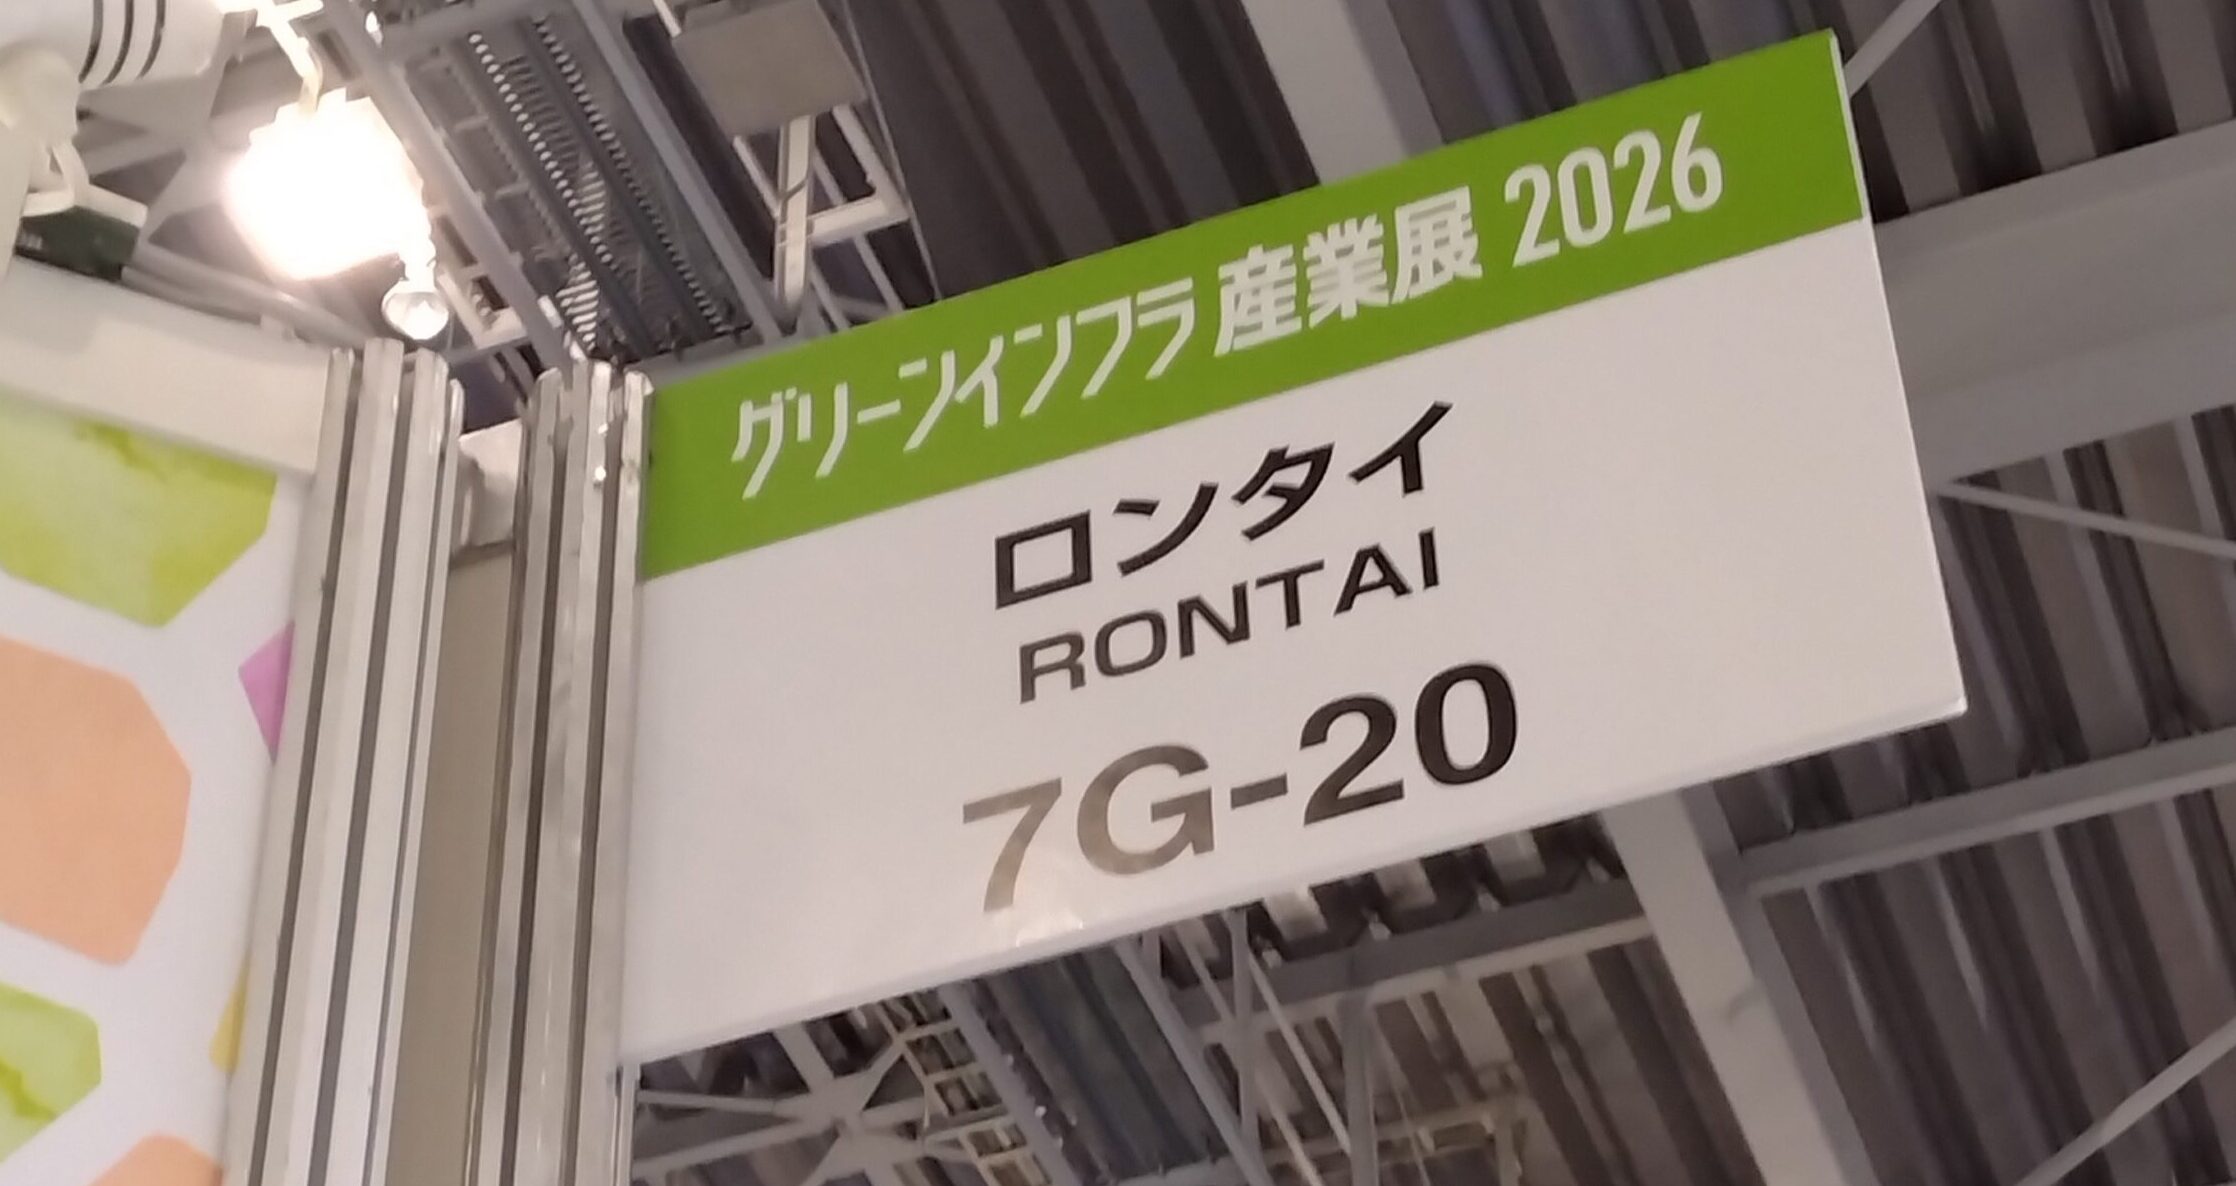 グリーンインフラ産業展 2026
ロンタイ
RONTAI
7G-20